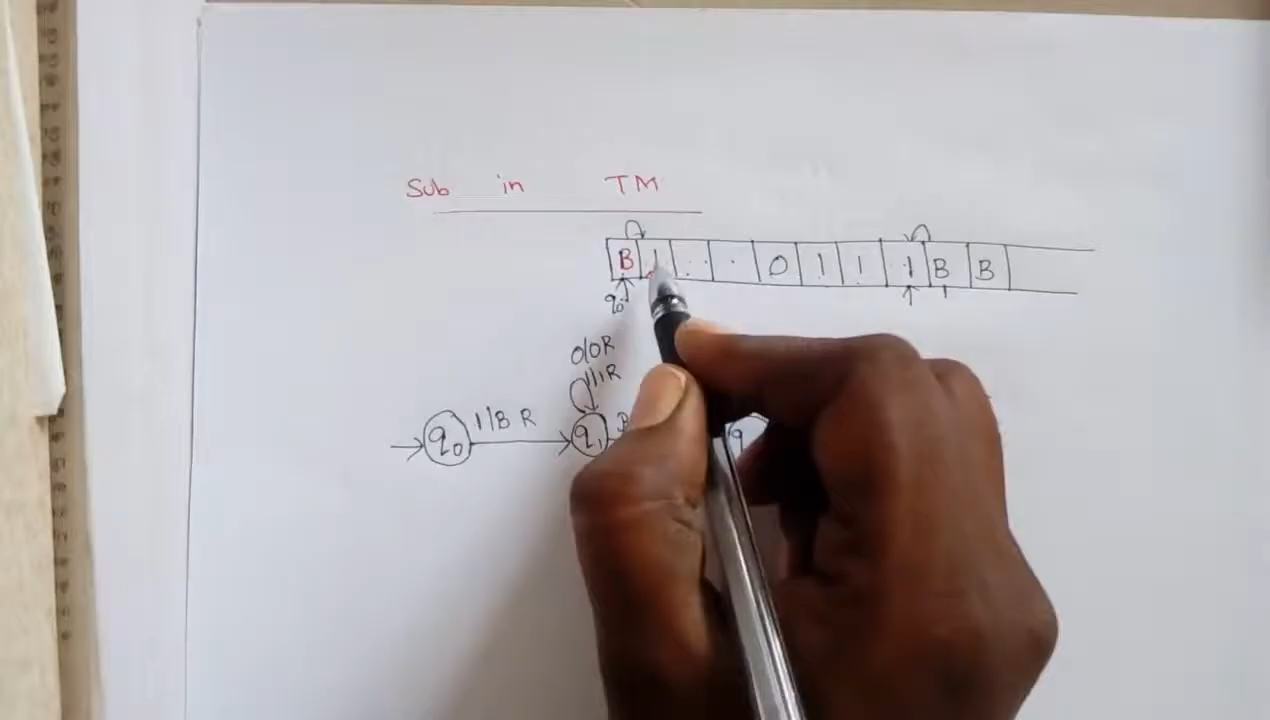 Sub in TM
B 1 . . . 0 1 1 1 B B
q0
0/0R
1/1R
q0 1/B R q1 B q